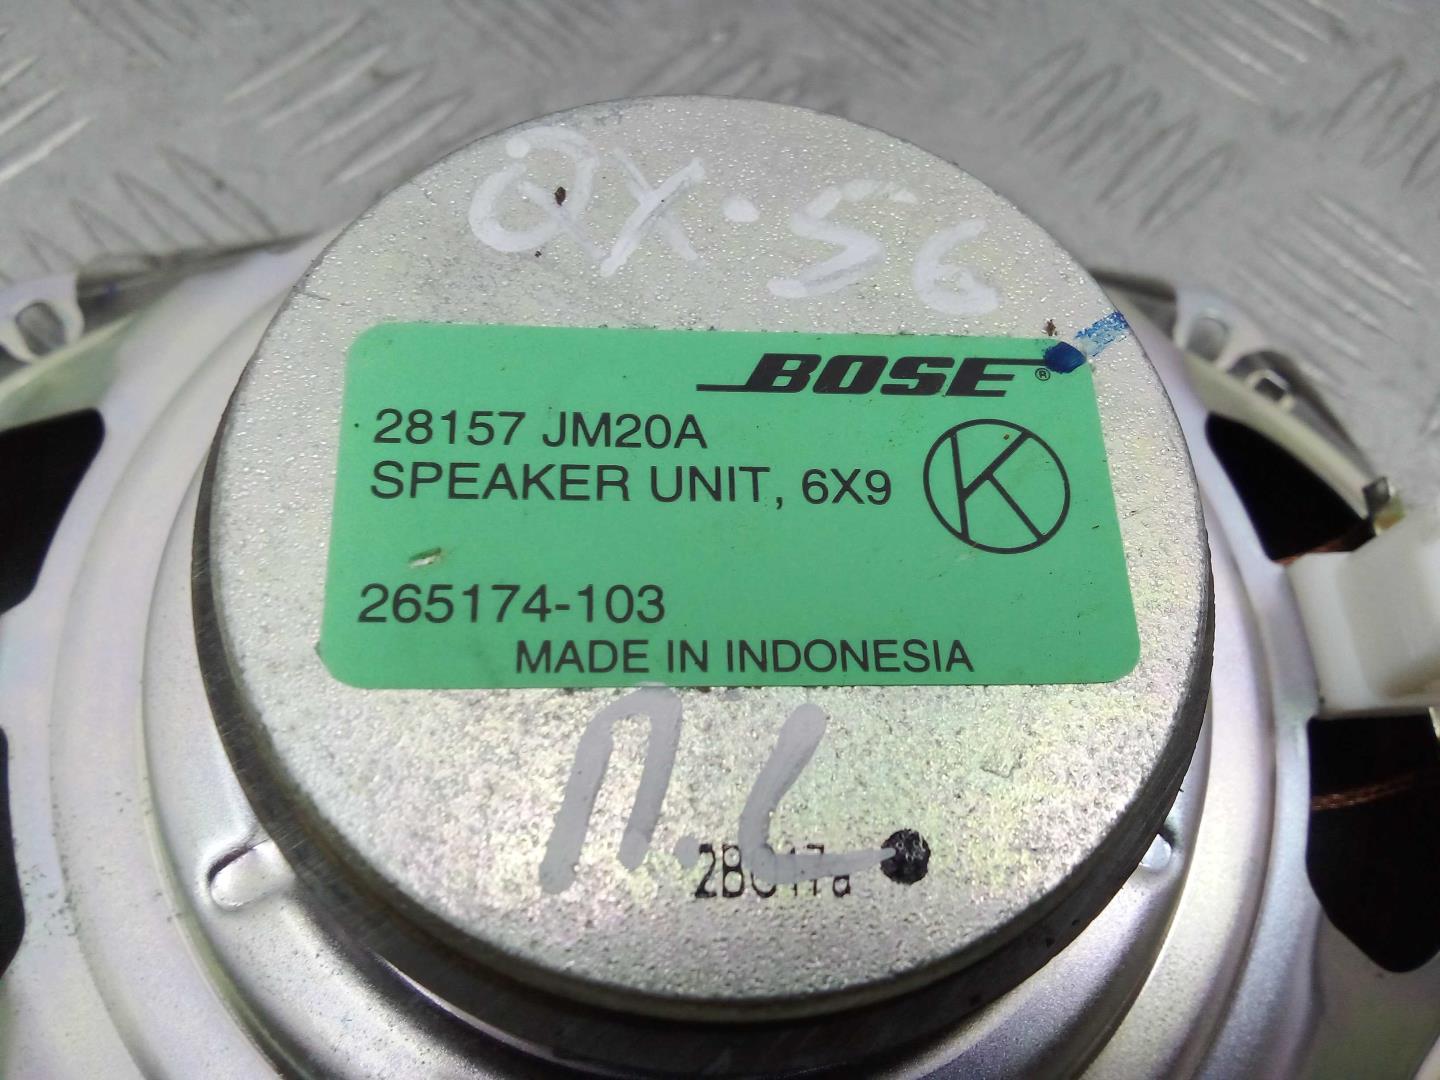 QX·56
BOSE®
28157 JM20A
SPEAKER UNIT, 6X9
K
265174-103
MADE IN INDONESIA
П.L